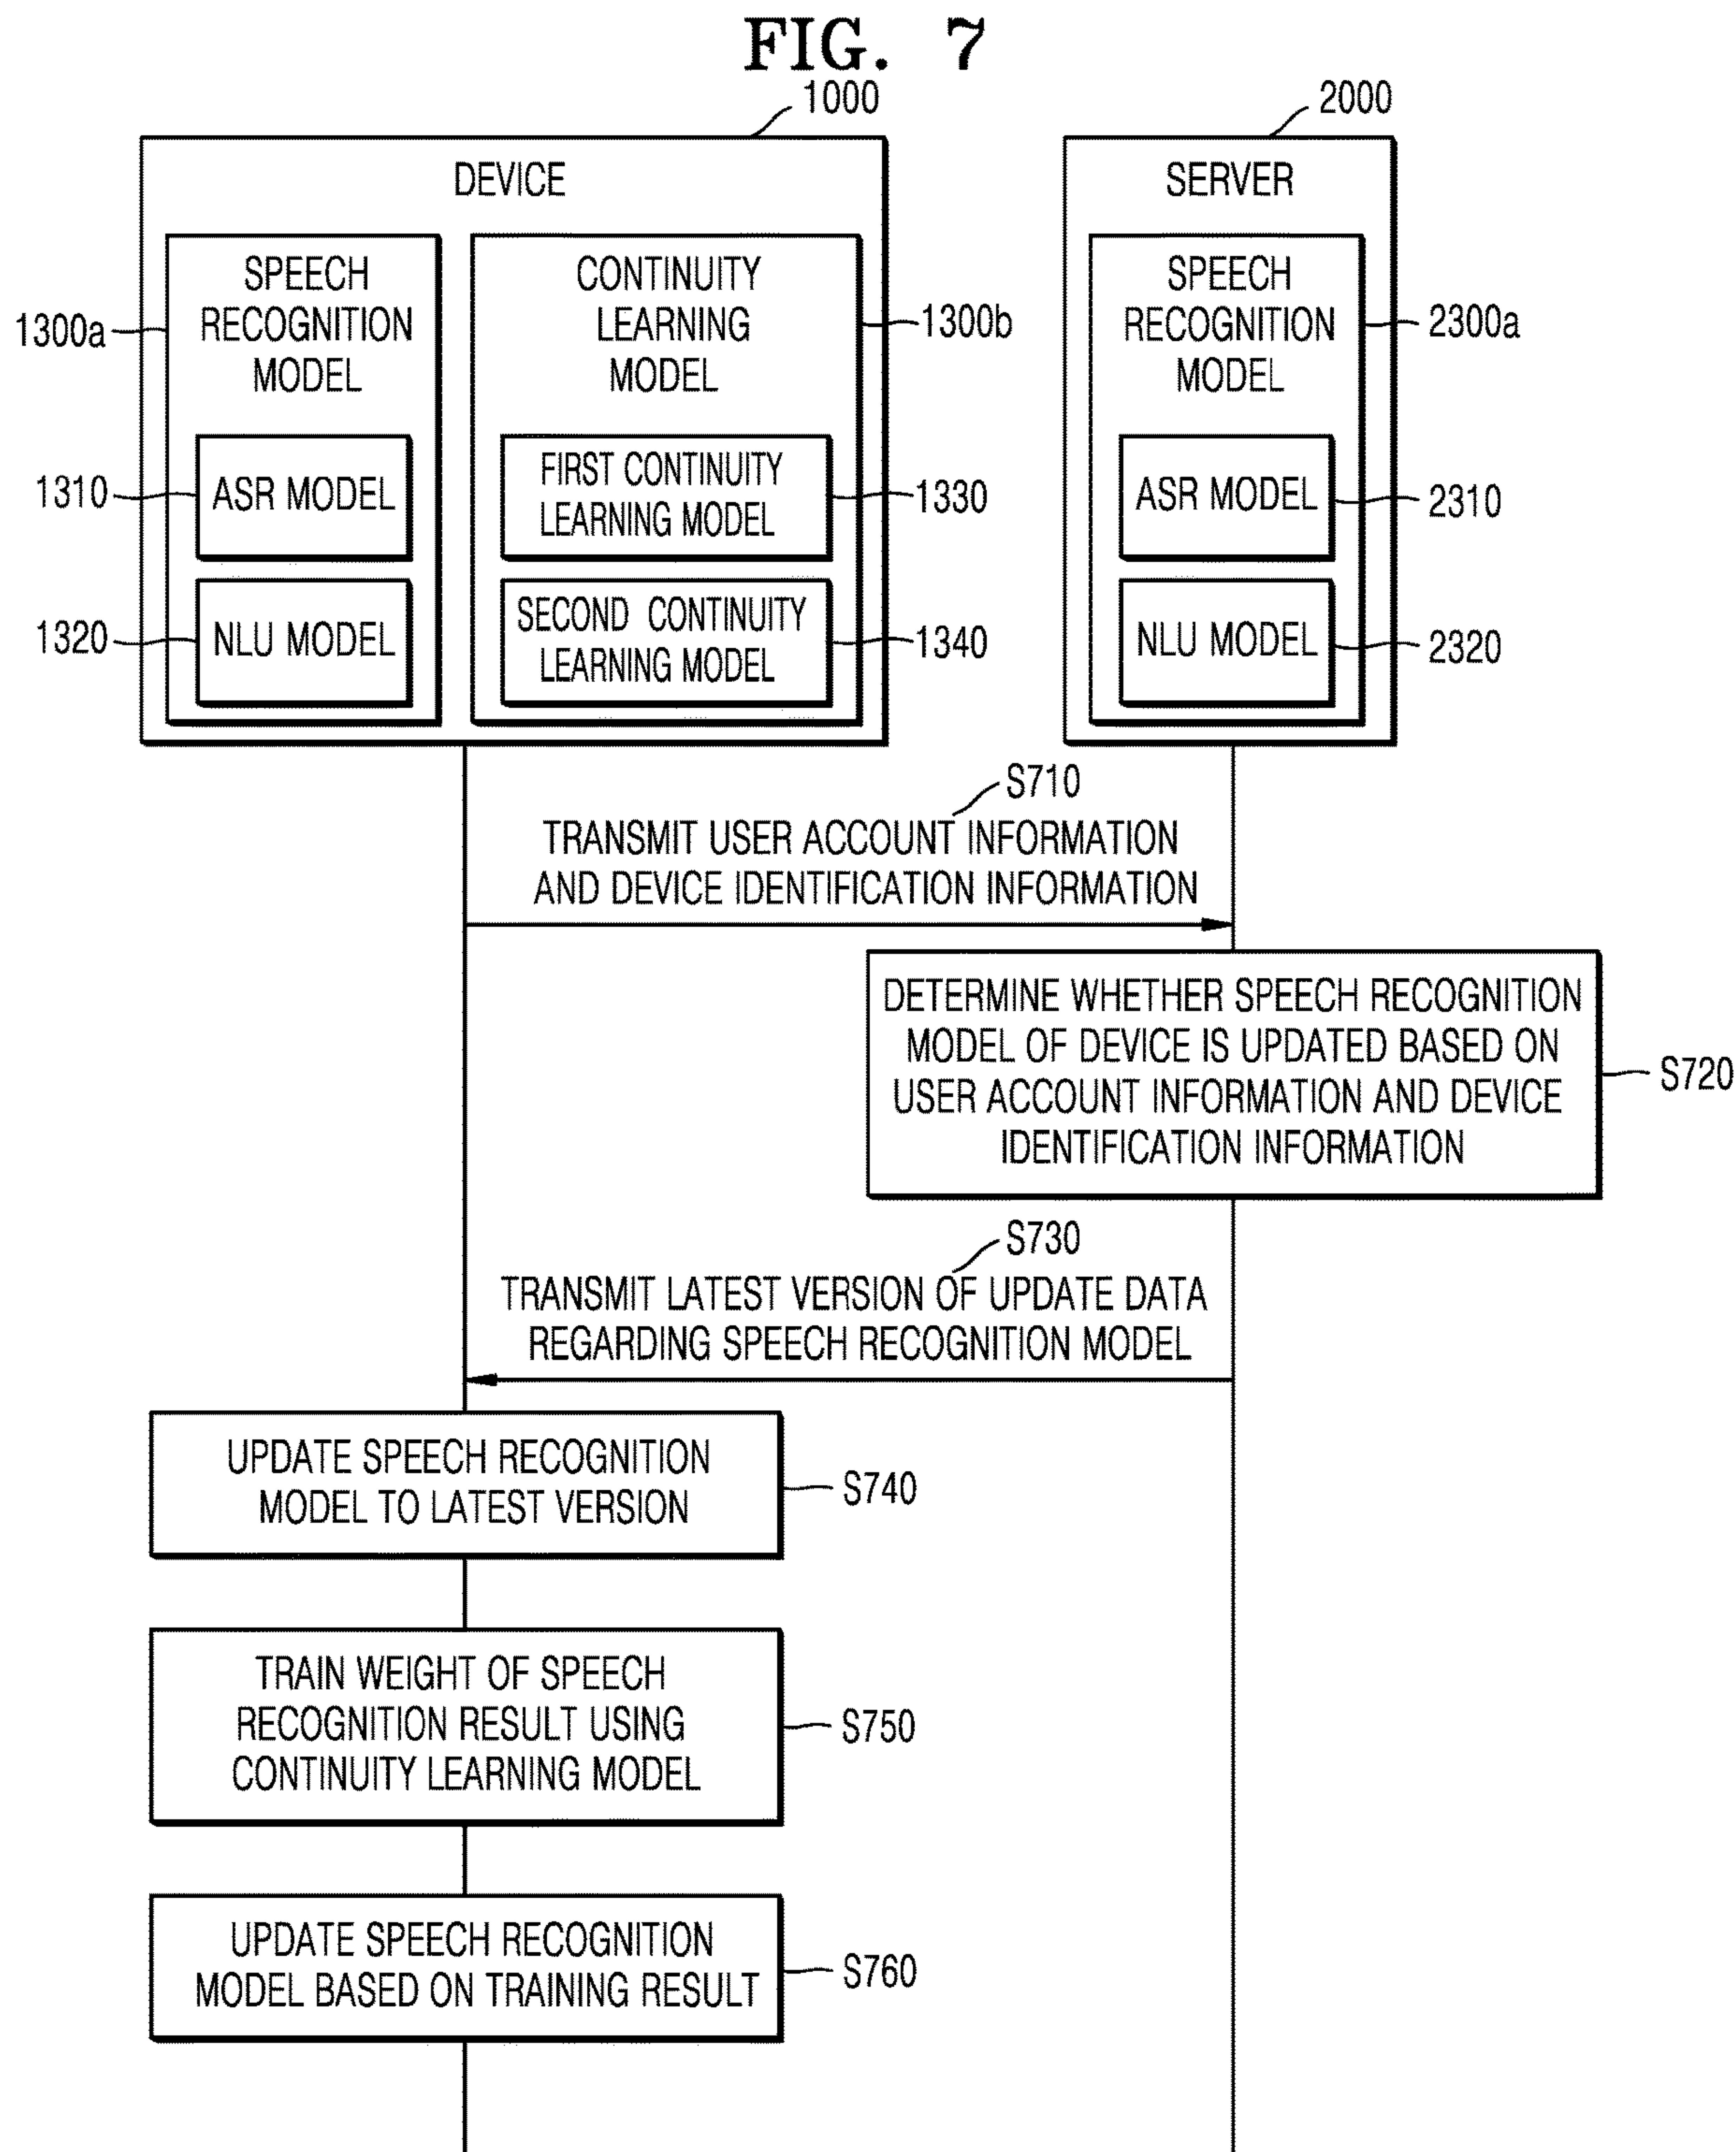 FIG. 7
1000
2000
DEVICE
SERVER
SPEECH
RECOGNITION
MODEL
1300a
ASR MODEL
1310
NLU MODEL
1320
CONTINUITY
LEARNING
MODEL
1300b
FIRST CONTINUITY
LEARNING MODEL
1330
SECOND CONTINUITY
LEARNING MODEL
1340
SPEECH
RECOGNITION
MODEL
2300a
ASR MODEL
2310
NLU MODEL
2320
S710
TRANSMIT USER ACCOUNT INFORMATION
AND DEVICE IDENTIFICATION INFORMATION
DETERMINE WHETHER SPEECH RECOGNITION
MODEL OF DEVICE IS UPDATED BASED ON
USER ACCOUNT INFORMATION AND DEVICE
IDENTIFICATION INFORMATION
S720
S730
TRANSMIT LATEST VERSION OF UPDATE DATA
REGARDING SPEECH RECOGNITION MODEL
UPDATE SPEECH RECOGNITION
MODEL TO LATEST VERSION
S740
TRAIN WEIGHT OF SPEECH
RECOGNITION RESULT USING
CONTINUITY LEARNING MODEL
S750
UPDATE SPEECH RECOGNITION
MODEL BASED ON TRAINING RESULT
S760